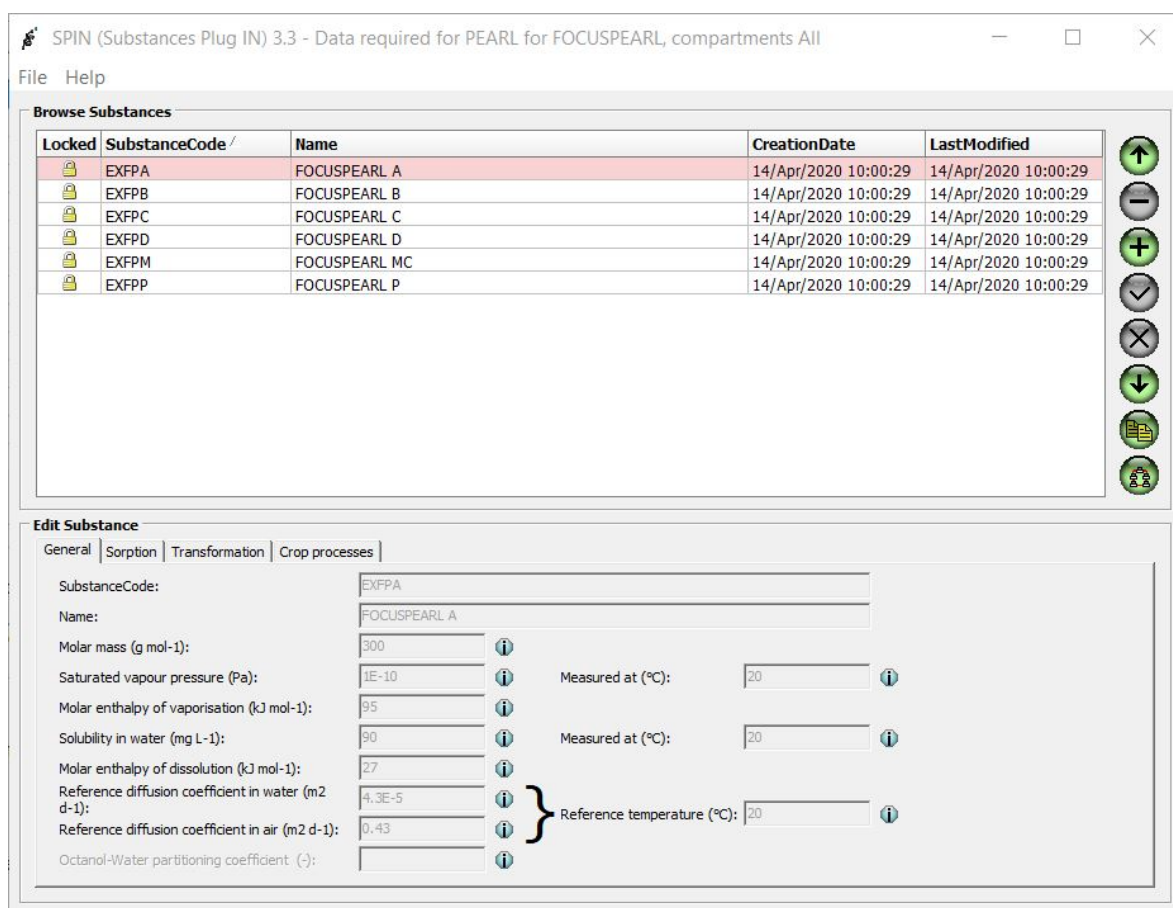 SPIN (Substances Plug IN) 3.3 - Data required for PEARL for FOCUSPEARL, compartments All
File Help
Browse Substances
Locked SubstanceCode / Name CreationDate LastModified
EXFPA FOCUSPEARL A 14/Apr/2020 10:00:29 14/Apr/2020 10:00:29
EXFPB FOCUSPEARL B 14/Apr/2020 10:00:29 14/Apr/2020 10:00:29
EXFPC FOCUSPEARL C 14/Apr/2020 10:00:29 14/Apr/2020 10:00:29
EXFPD FOCUSPEARL D 14/Apr/2020 10:00:29 14/Apr/2020 10:00:29
EXFPM FOCUSPEARL MC 14/Apr/2020 10:00:29 14/Apr/2020 10:00:29
EXFPP FOCUSPEARL P 14/Apr/2020 10:00:29 14/Apr/2020 10:00:29
Edit Substance
General Sorption Transformation Crop processes
SubstanceCode: EXFPA
Name: FOCUSPEARL A
Molar mass (g mol-1): 300
Saturated vapour pressure (Pa): 1E-10 Measured at (ºC): 20
Molar enthalpy of vaporisation (kJ mol-1): 95
Solubility in water (mg L-1): 90 Measured at (ºC): 20
Molar enthalpy of dissolution (kJ mol-1): 27
Reference diffusion coefficient in water (m2
d-1): 4.3E-5
Reference temperature (ºC): 20
Reference diffusion coefficient in air (m2 d-1): 0.43
Octanol-Water partitioning coefficient (-):